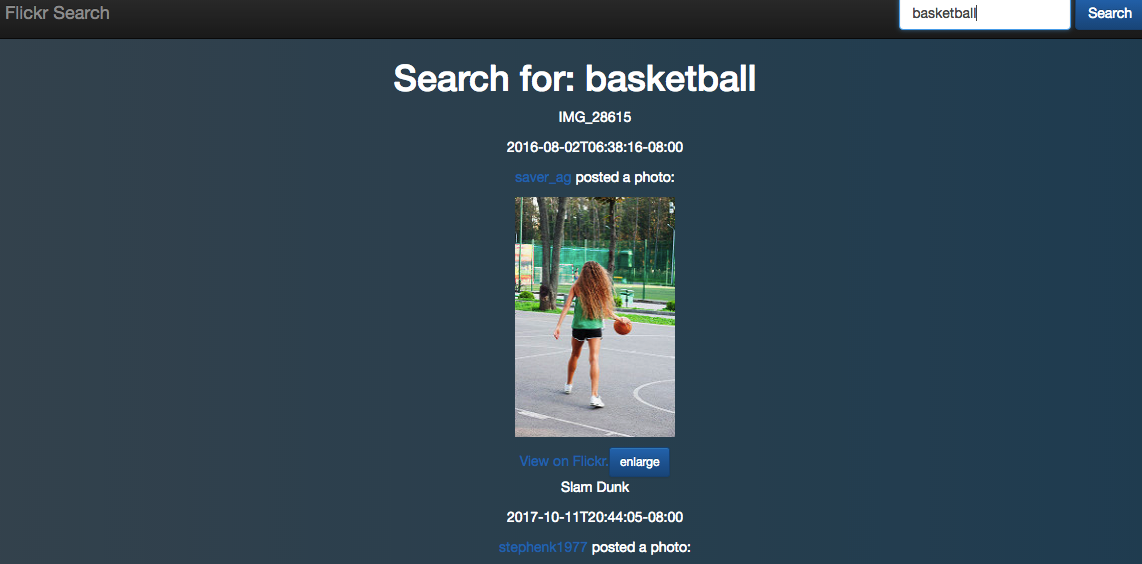 Flickr Search
basketball
Search
Search for: basketball
IMG_28615
2016-08-02T06:38:16-08:00
saver_ag posted a photo:
View on Flickr. enlarge
Slam Dunk
2017-10-11T20:44:05-08:00
stephenk1977 posted a photo: